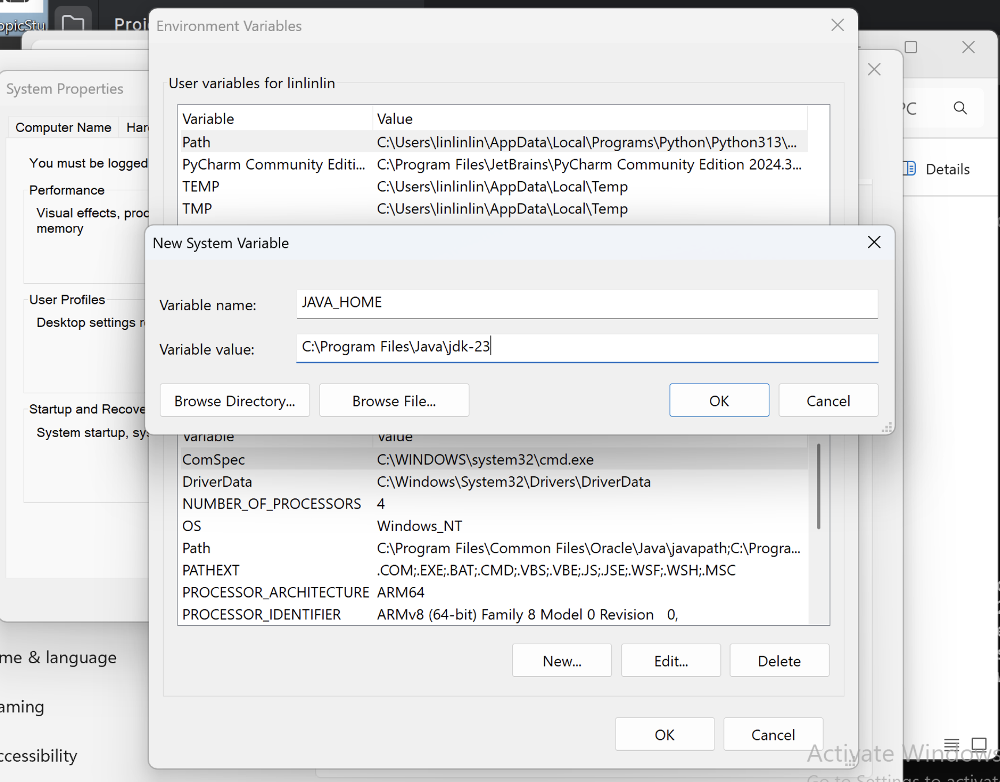 opicStu
Proj
Environment Variables
System Properties
Computer Name
Har
You must be logged
Performance
Visual effects, proc
memory
User Profiles
Desktop settings r
Startup and Recove
System startup, sys
me & language
aming
ccessibility
User variables for linlinlin
Variable Value
Path C:\Users\linlinlin\AppData\Local\Programs\Python\Python313\...
PyCharm Community Editi... C:\Program Files\JetBrains\PyCharm Community Edition 2024.3...
TEMP C:\Users\linlinlin\AppData\Local\Temp
TMP C:\Users\linlinlin\AppData\Local\Temp
New System Variable
Variable name: JAVA_HOME
Variable value: C:\Program Files\Java\jdk-23
Browse Directory... Browse File... OK Cancel
Variable Value
ComSpec C:\WINDOWS\system32\cmd.exe
DriverData C:\Windows\System32\Drivers\DriverData
NUMBER_OF_PROCESSORS 4
OS Windows_NT
Path C:\Program Files\Common Files\Oracle\Java\javapath;C:\Progra...
PATHEXT .COM;.EXE;.BAT;.CMD;.VBS;.VBE;.JS;.JSE;.WSF;.WSH;.MSC
PROCESSOR_ARCHITECTURE ARM64
PROCESSOR_IDENTIFIER ARMv8 (64-bit) Family 8 Model 0 Revision 0,
New... Edit... Delete
OK Cancel
PC
Details
Activate Windows
Go to Settings to activat